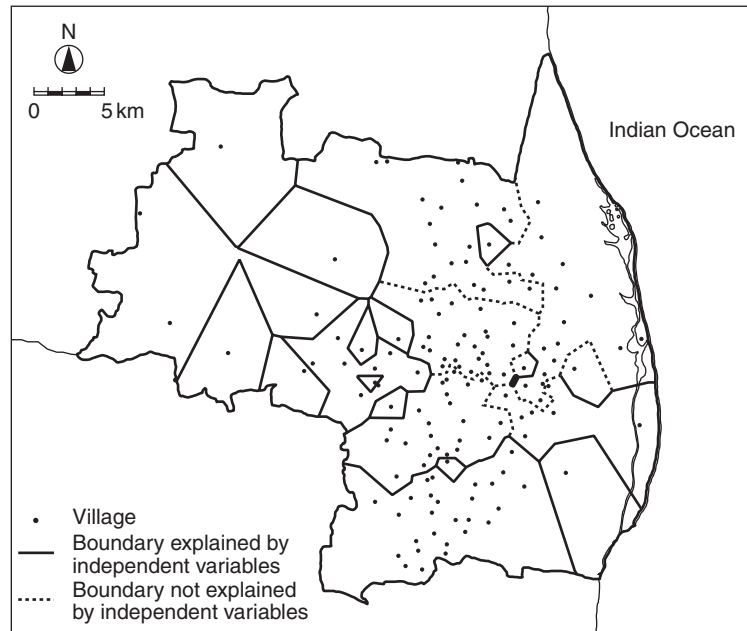 N
0 5 km
Indian Ocean
Village
Boundary explained by
independent variables
Boundary not explained
by independent variables